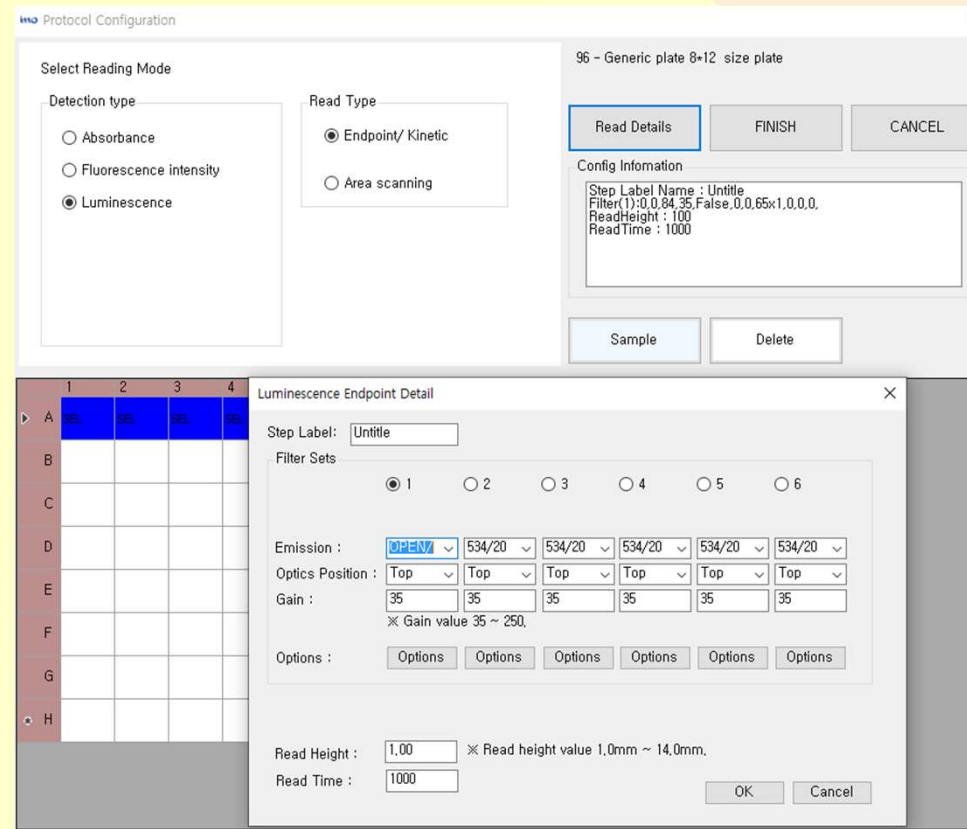 imo Protocol Configuration
Select Reading Mode
Detection type
Absorbance
Fluorescence intensity
Luminescence
Read Type
Endpoint/ Kinetic
Area scanning
96 - Generic plate 8*12 size plate
Read Details FINISH CANCEL
Config Infomation
Step Label Name : Untitle
Filter(1):0,0,84,35,False,0,0,65x1,0,0,0,
ReadHeight : 100
ReadTime : 1000
Sample Delete
1 2 3 4
A
B
C
D
E
F
G
H
Luminescence Endpoint Detail
Step Label: Untitle
Filter Sets
1 2 3 4 5 6
Emission : OPEN/ 534/20 534/20 534/20 534/20 534/20
Optics Position : Top Top Top Top Top Top
Gain : 35 35 35 35 35 35
※ Gain value 35 ~ 250,
Options : Options Options Options Options Options Options
Read Height : 1,00 ※ Read height value 1,0mm ~ 14,0mm,
Read Time : 1000
OK Cancel